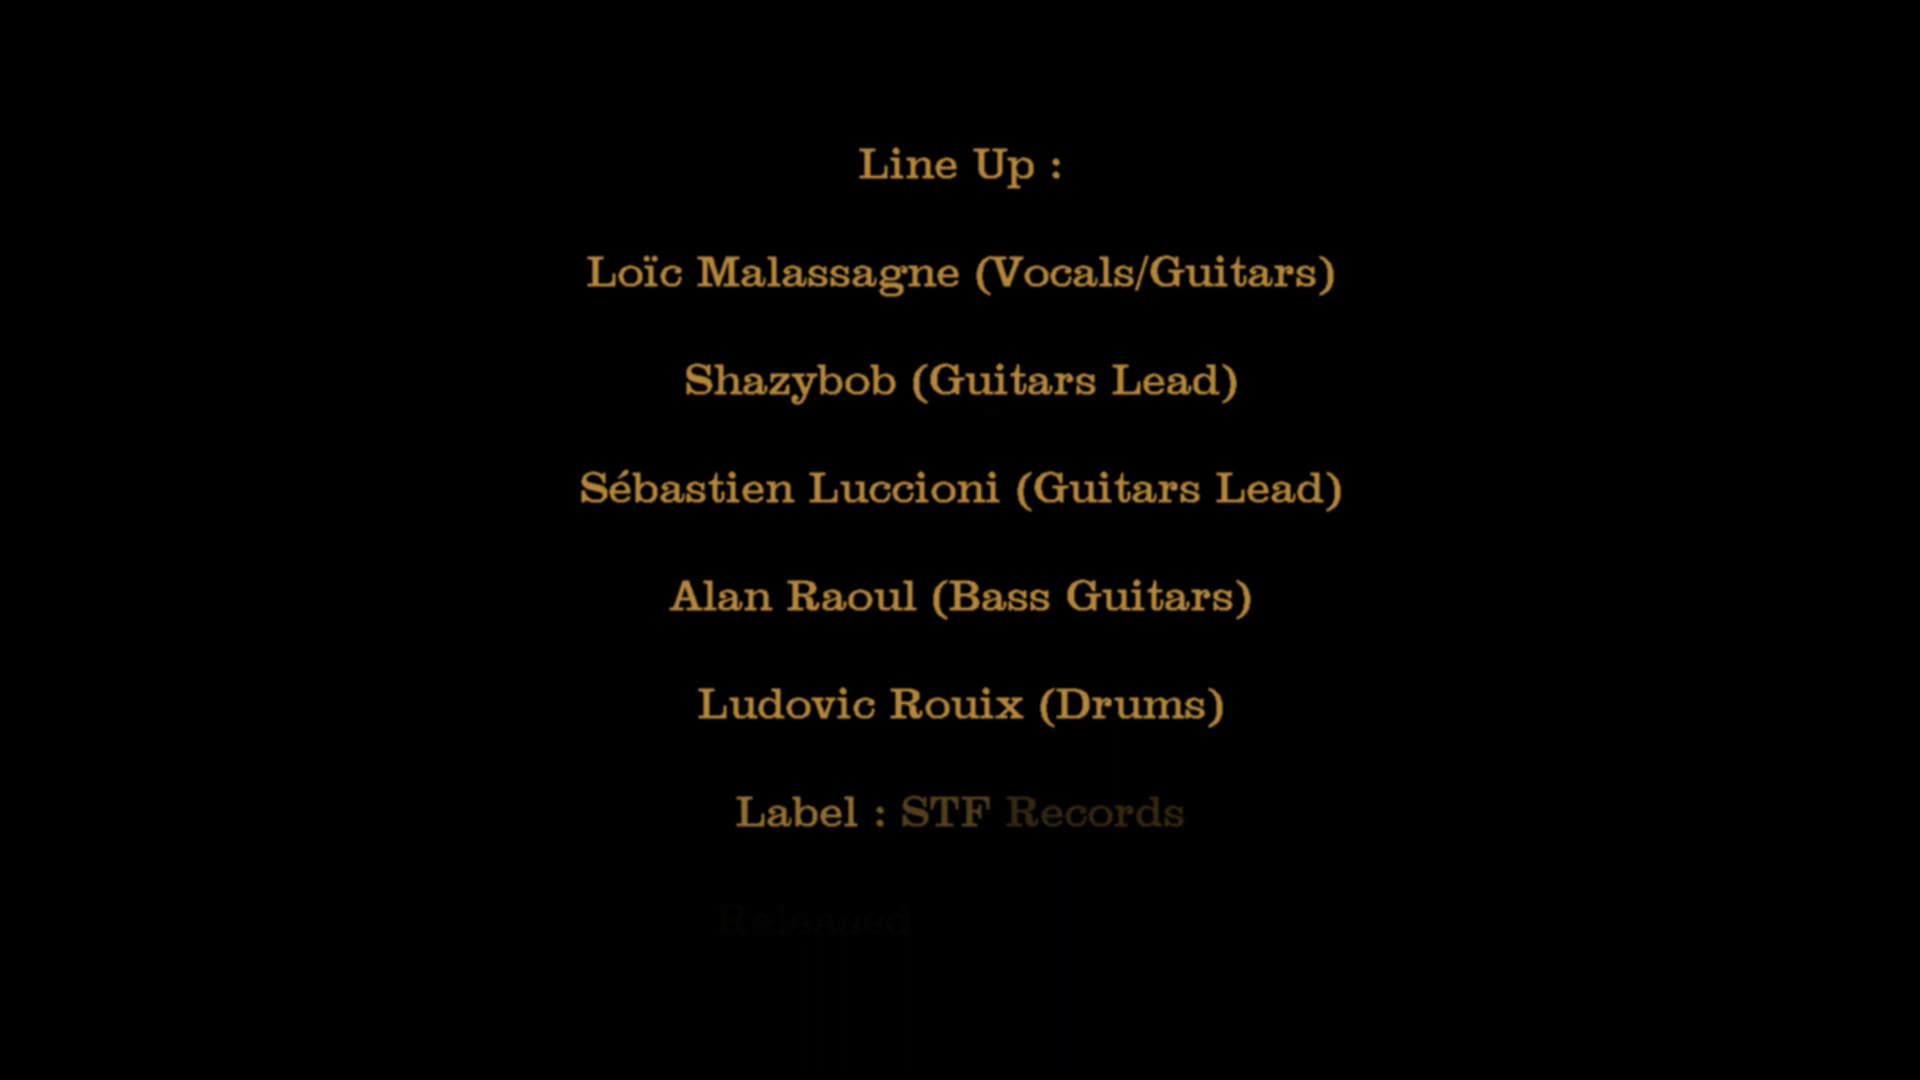 Line Up :
Loïc Malassagne (Vocals/Guitars)
Shazybob (Guitars Lead)
Sébastien Luccioni (Guitars Lead)
Alan Raoul (Bass Guitars)
Ludovic Rouix (Drums)
Label : STF Records
Released